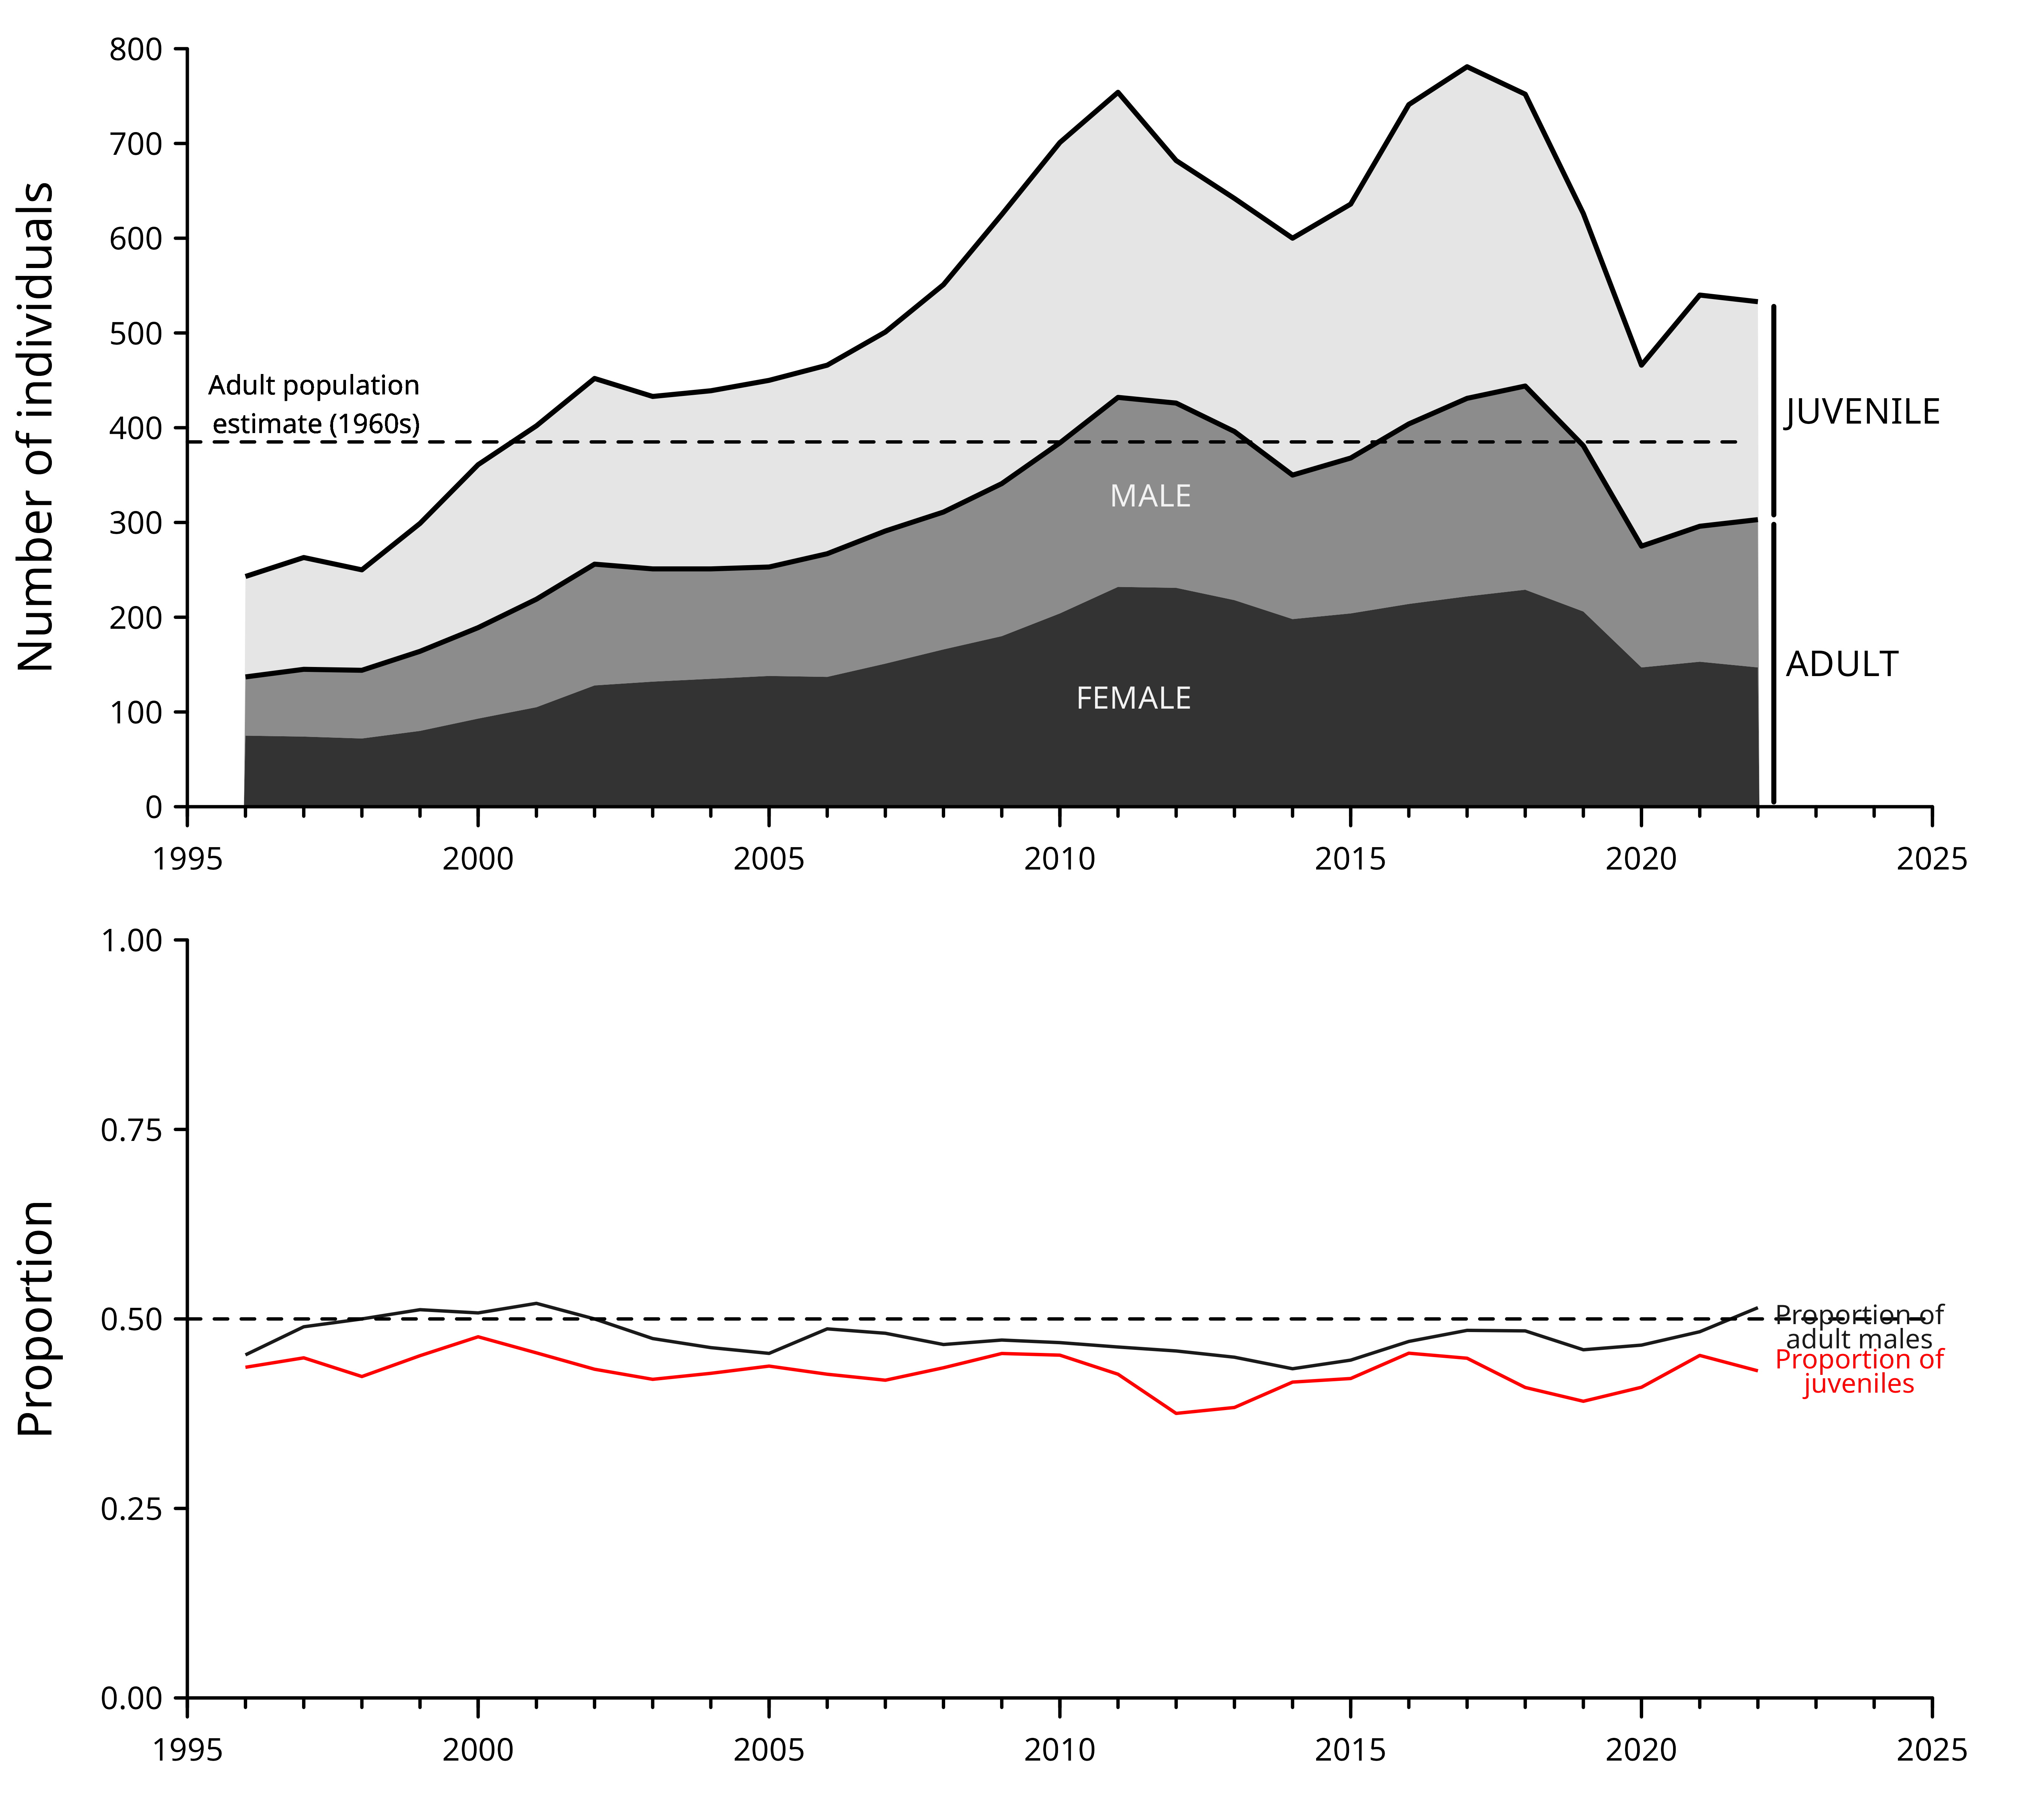 800
700
600
500
400
300
200
100
0
Number of individuals
Adult population
estimate (1960s)
MALE
FEMALE
JUVENILE
ADULT
1995 2000 2005 2010 2015 2020 2025
1.00
0.75
0.50
0.25
0.00
Proportion
Proportion of
adult males
Proportion of
juveniles
1995 2000 2005 2010 2015 2020 2025